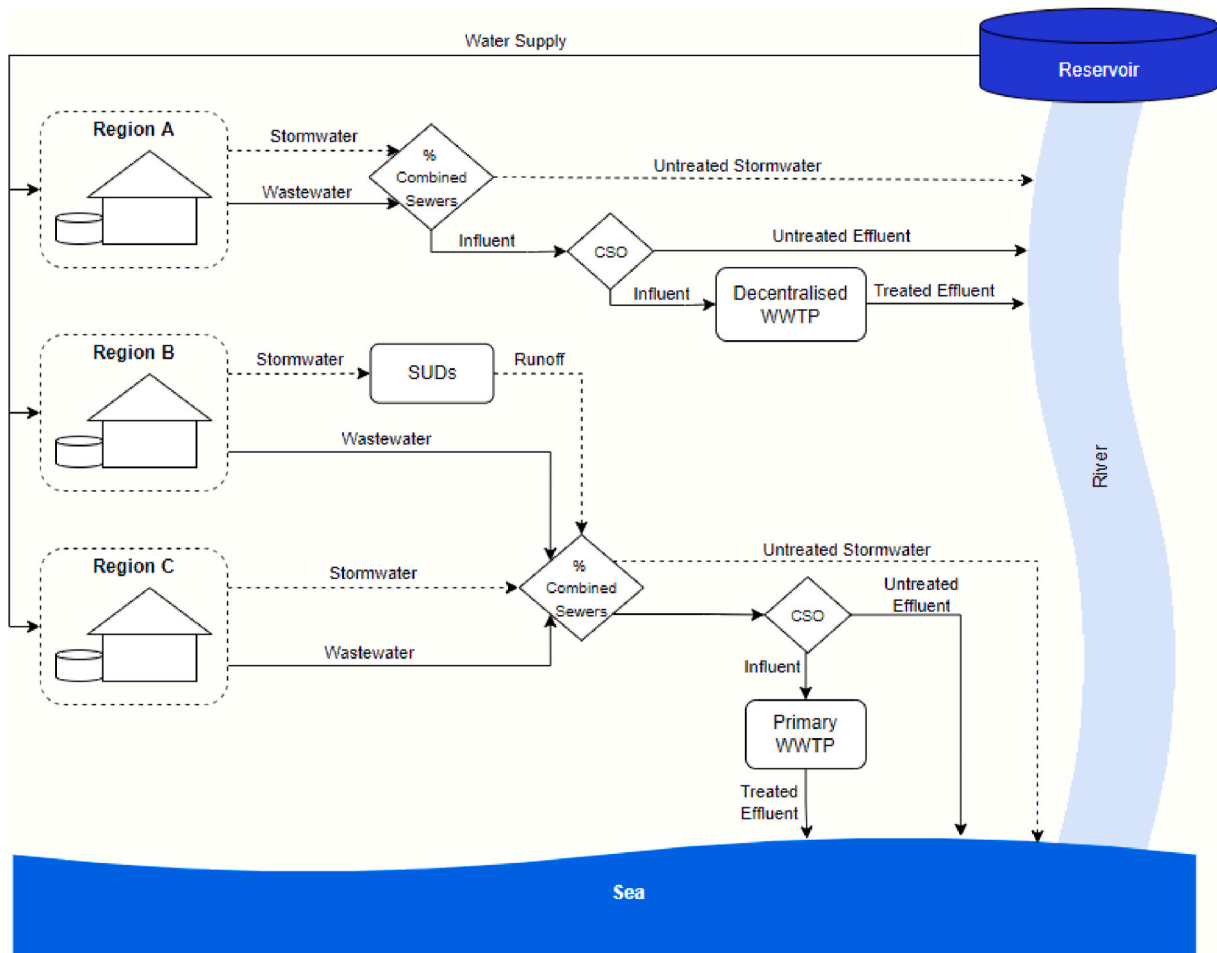 Water Supply
Reservoir
Region A
Stormwater
%
Combined
Sewers
Untreated Stormwater
Wastewater
Influent
CSO
Untreated Effluent
Influent
Decentralised
WWTP
Treated Effluent
Region B
Stormwater
SUDs
Runoff
Wastewater
River
Region C
Stormwater
%
Combined
Sewers
Untreated Stormwater
Untreated
Effluent
CSO
Wastewater
Influent
Primary
WWTP
Treated
Effluent
Sea